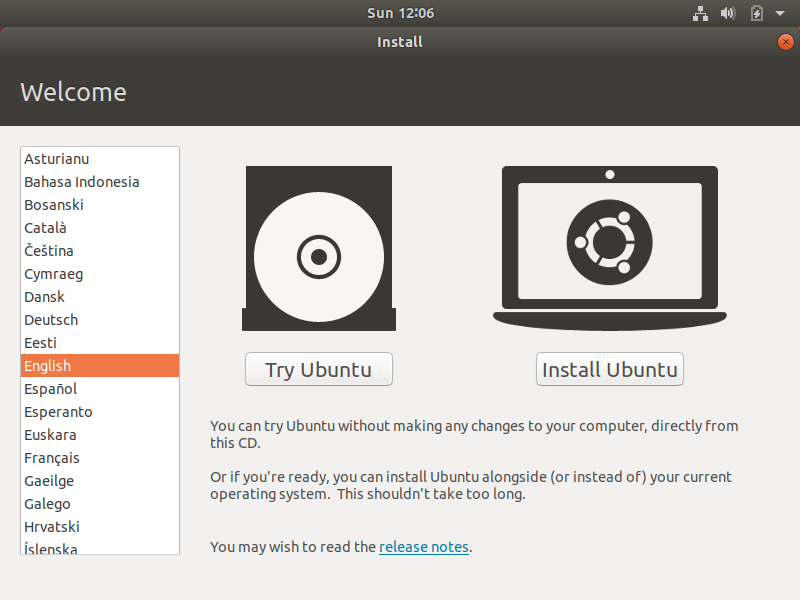 Sun 12:06
Install
Welcome
Asturianu
Bahasa Indonesia
Bosanski
Català
Čeština
Cymraeg
Dansk
Deutsch
Eesti
English
Español
Esperanto
Euskara
Français
Gaeilge
Galego
Hrvatski
Íslenska
Try Ubuntu
Install Ubuntu
You can try Ubuntu without making any changes to your computer, directly from
this CD.
Or if you're ready, you can install Ubuntu alongside (or instead of) your current
operating system. This shouldn't take too long.
You may wish to read the release notes.